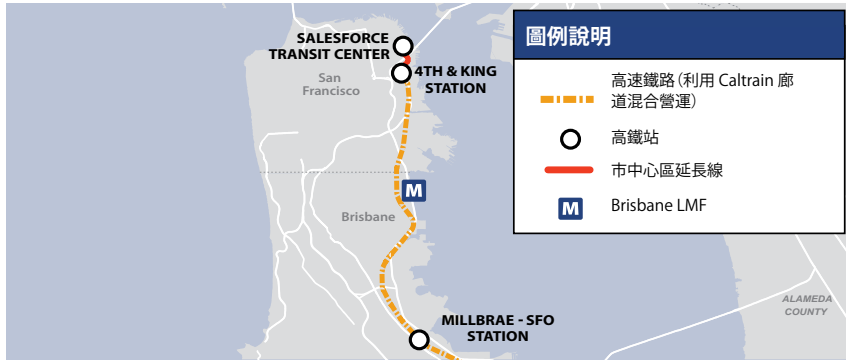 SALESFORCE
TRANSIT CENTER
4TH & KING
STATION
San
Francisco
M
Brisbane
MILLBRAE - SFO
STATION
ALAMEDA
COUNTY
圖例說明
高速鐵路(利用 Caltrain 廊
道混合營運)
高鐵站
市中心區延長線
M
Brisbane LMF